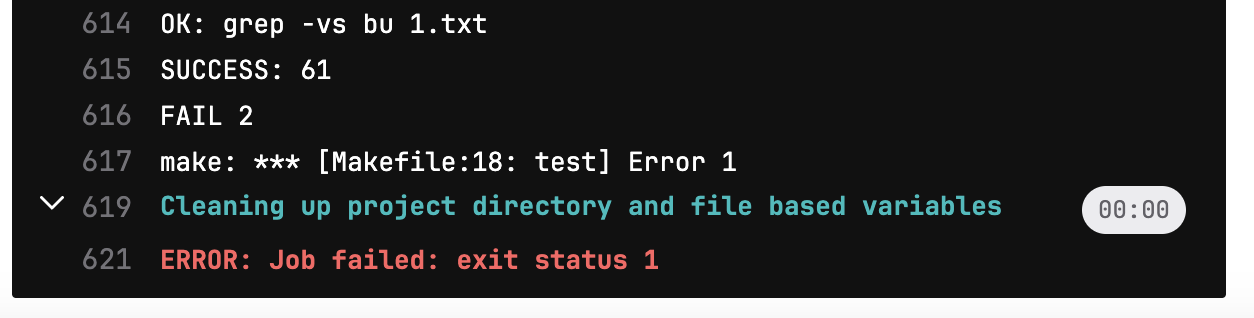 614 OK: grep -vs bu 1.txt
615 SUCCESS: 61
616 FAIL 2
617 make: *** [Makefile:18: test] Error 1
619 Cleaning up project directory and file based variables 00:00
621 ERROR: Job failed: exit status 1